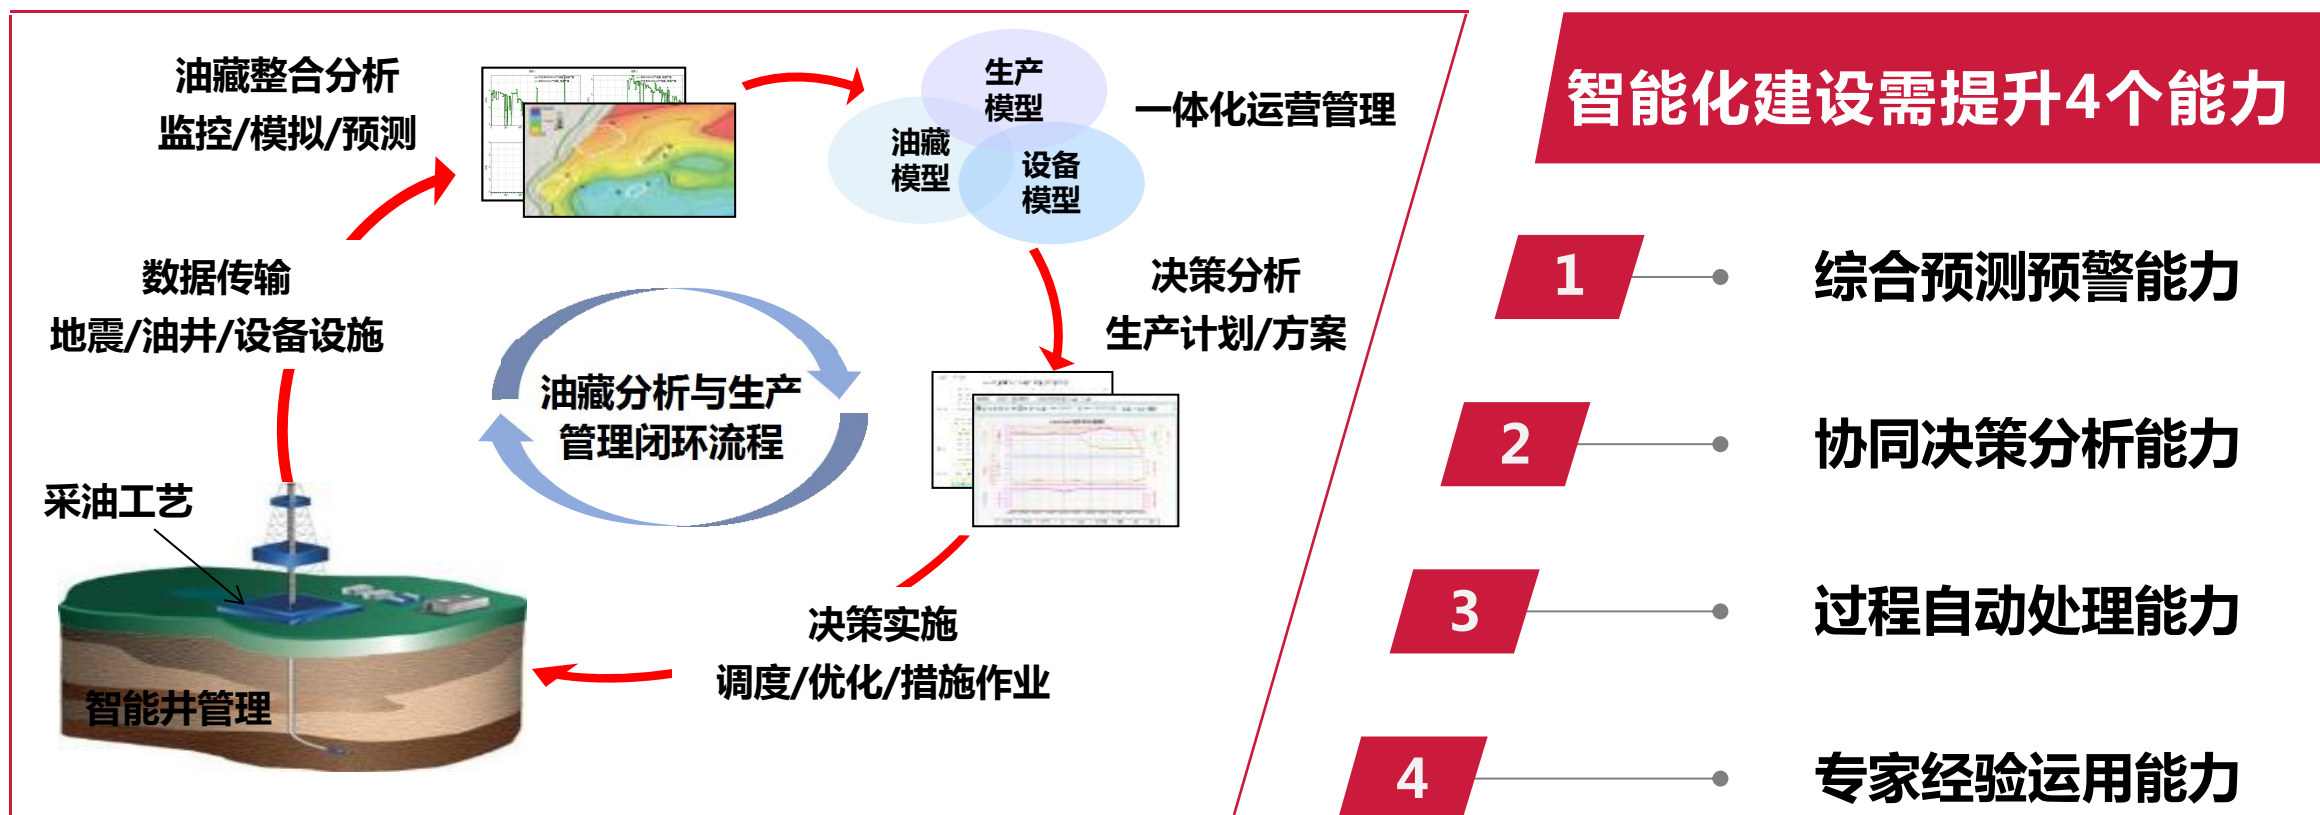 油藏整合分析
监控/模拟/预测
生产
模型
油藏
模型
设备
模型
一体化运营管理
数据传输
地震/油井/设备设施
决策分析
生产计划/方案
油藏分析与生产
管理闭环流程
采油工艺
智能井管理
决策实施
调度/优化/措施作业
智能化建设需提升4个能力
1
综合预测预警能力
2
协同决策分析能力
3
过程自动处理能力
4
专家经验运用能力